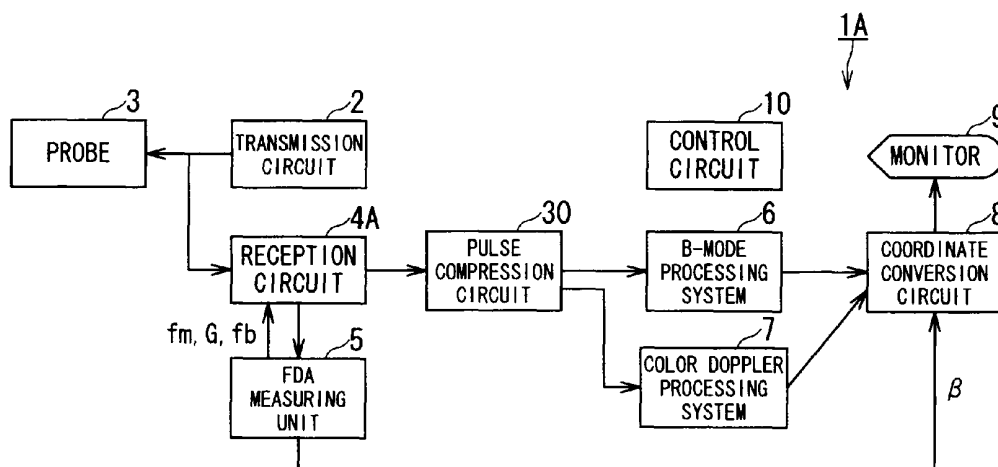 1A
3
PROBE
2
TRANSMISSION
CIRCUIT
10
CONTROL
CIRCUIT
9
MONITOR
4A
RECEPTION
CIRCUIT
30
PULSE
COMPRESSION
CIRCUIT
6
B-MODE
PROCESSING
SYSTEM
8
COORDINATE
CONVERSION
CIRCUIT
fm, G, fb
5
FDA
MEASURING
UNIT
7
COLOR DOPPLER
PROCESSING
SYSTEM
β